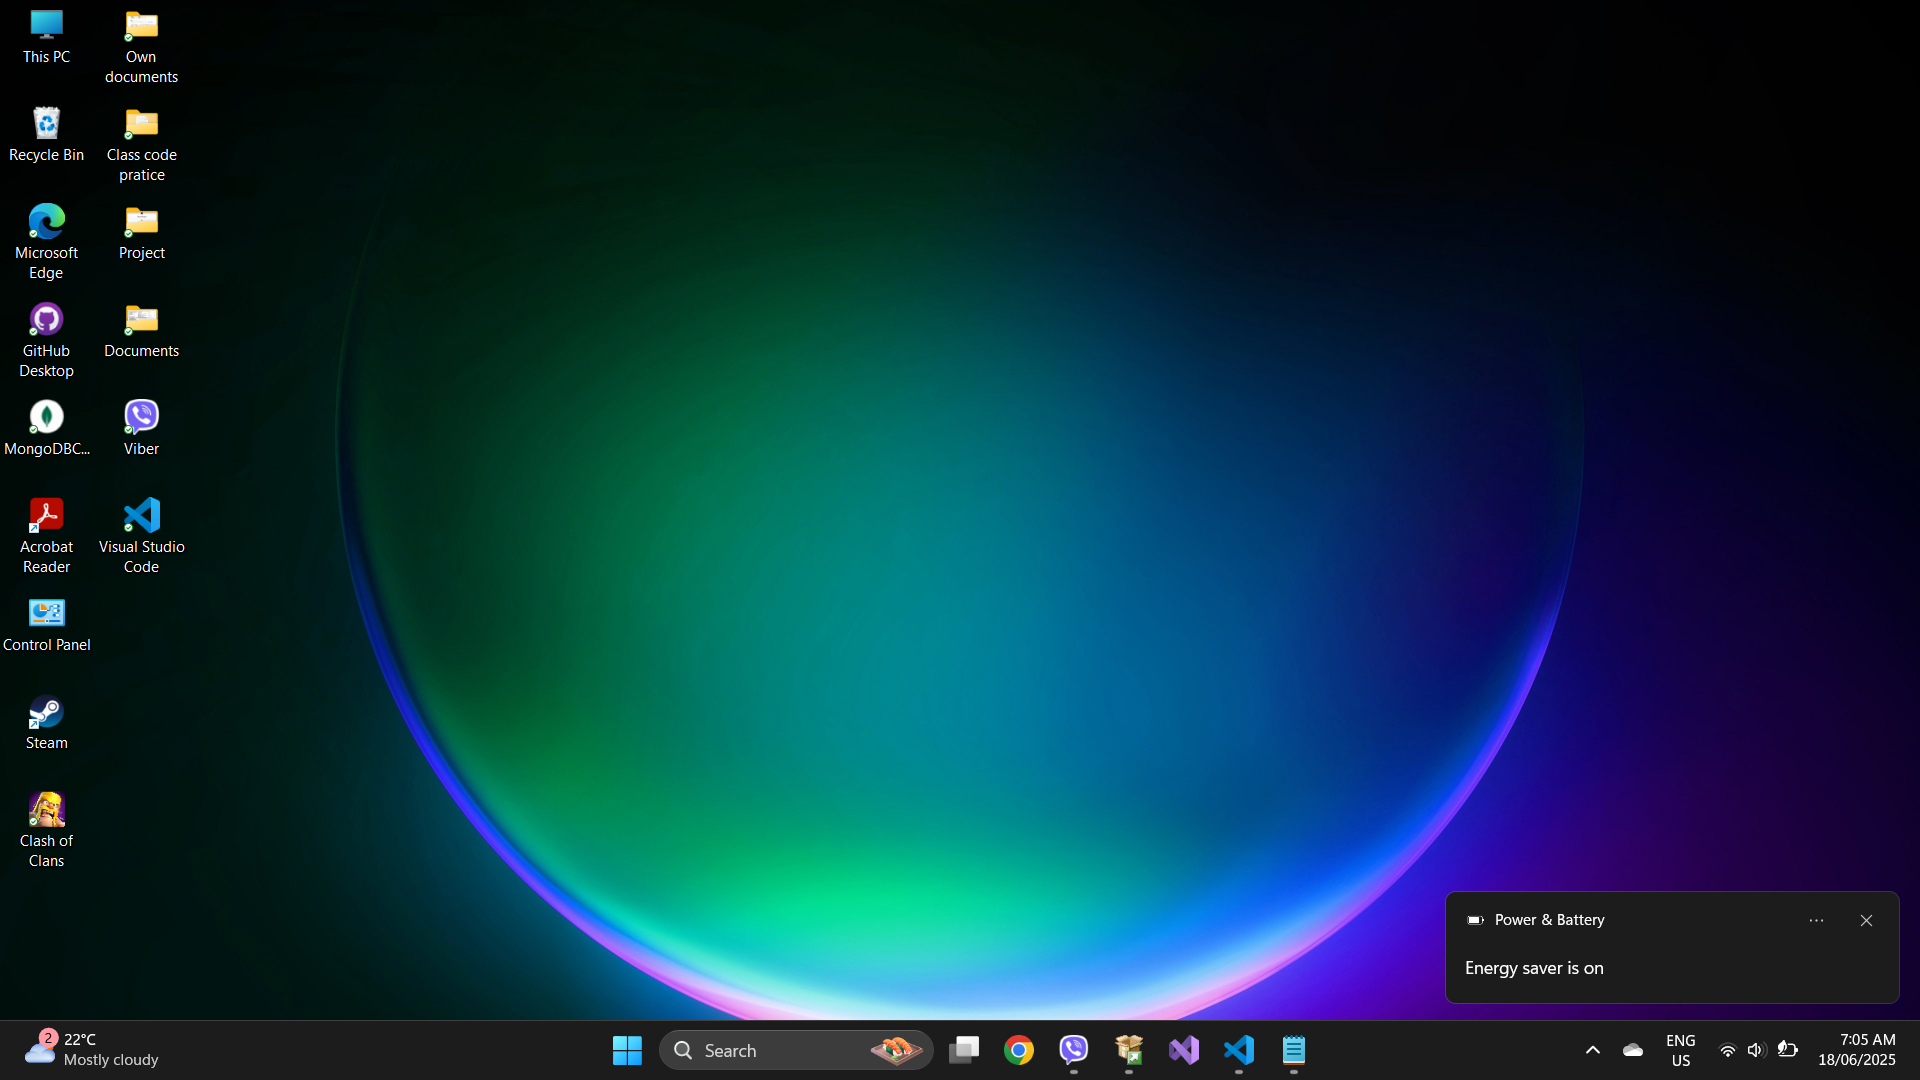 This PC
Own
documents
Recycle Bin
Class code
pratice
Microsoft
Edge
Project
GitHub
Desktop
Documents
MongoDBC...
Viber
Acrobat
Reader
Visual Studio
Code
Control Panel
Steam
Clash of
Clans
Power & Battery
Energy saver is on
2
22°C
Mostly cloudy
Search
ENG
US
7:05 AM
18/06/2025